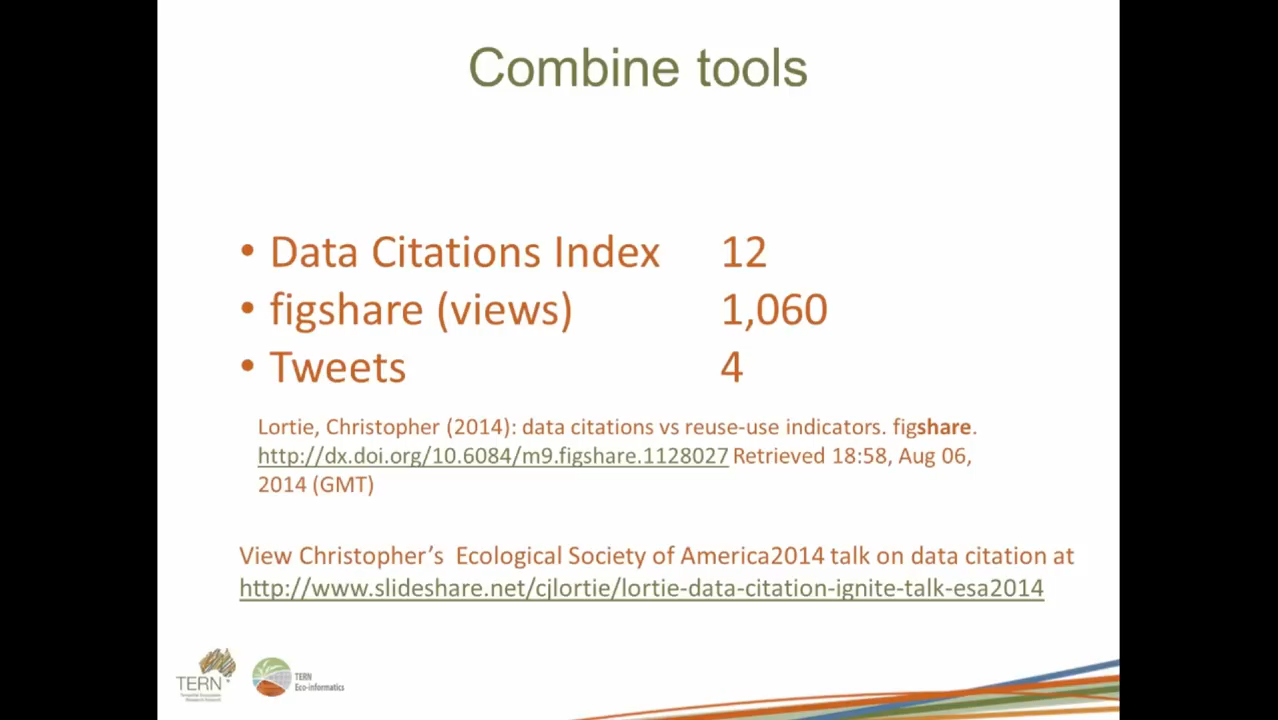 Combine tools
• Data Citations Index 12
• figshare (views) 1,060
• Tweets 4
Lortie, Christopher (2014): data citations vs reuse-use indicators. figshare.
http://dx.doi.org/10.6084/m9.figshare.1128027 Retrieved 18:58, Aug 06,
2014 (GMT)
View Christopher’s Ecological Society of America2014 talk on data citation at
http://www.slideshare.net/cjlortie/lortie-data-citation-ignite-talk-esa2014
TERN
TERN
Eco-informatics